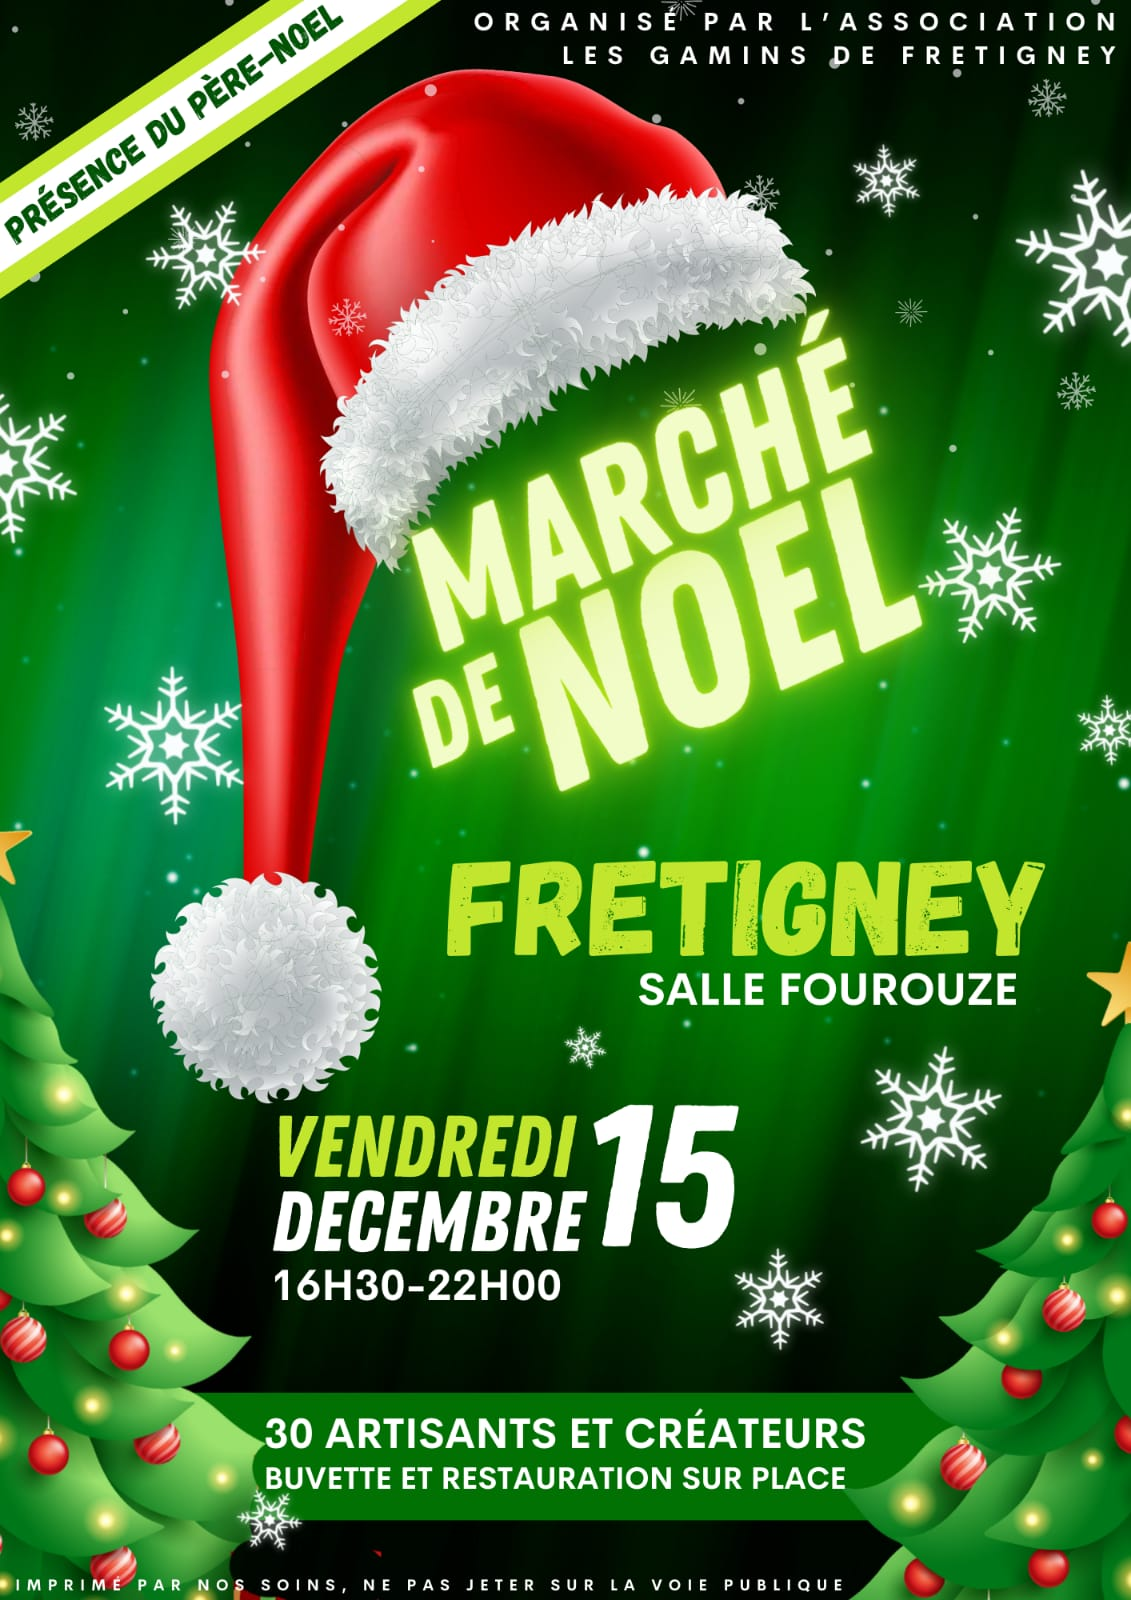 ORGANISÉ PAR L'ASSOCIATION
LES GAMINS DE FRETIGNEY
PRÉSENCE DU PÈRE-NOEL
MARCHÉ
DE NOEL
FRETIGNEY
SALLE FOUROUZE
VENDREDI
DECEMBRE 15
16H30-22H00
30 ARTISANTS ET CRÉATEURS
BUVETTE ET RESTAURATION SUR PLACE
IMPRIMÉ PAR NOS SOINS, NE PAS JETER SUR LA VOIE PUBLIQUE